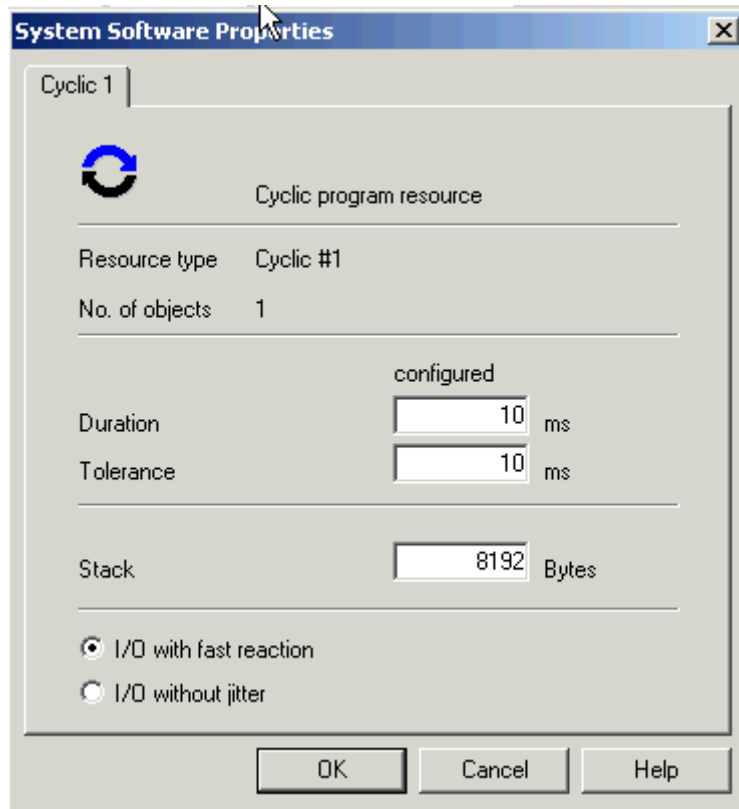 System Software Properties
Cyclic 1
Cyclic program resource
Resource type Cyclic #1
No. of objects 1
configured
Duration 10 ms
Tolerance 10 ms
Stack 8192 Bytes
I/O with fast reaction
I/O without jitter
OK Cancel Help